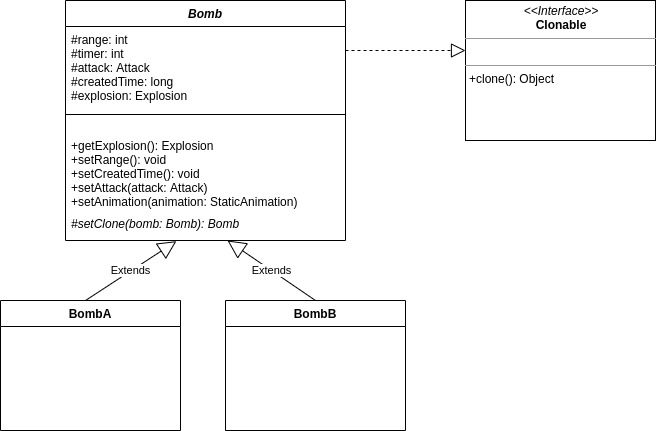 Bomb
#range: int
#timer: int
#attack: Attack
#createdTime: long
#explosion: Explosion
+getExplosion(): Explosion
+setRange(): void
+setCreatedTime(): void
+setAttack(attack: Attack)
+setAnimation(animation: StaticAnimation)
#setClone(bomb: Bomb): Bomb
<<Interface>>
Clonable
+clone(): Object
Extends
Extends
BombA
BombB